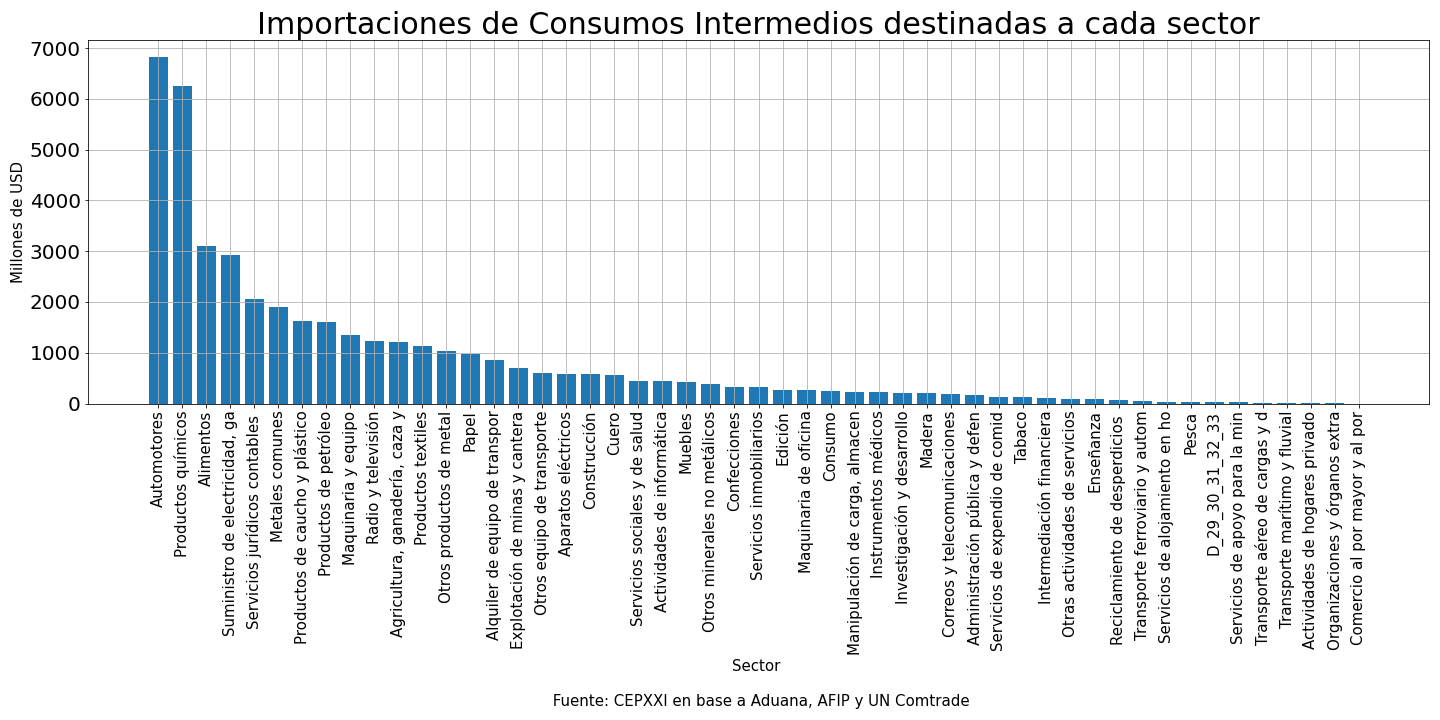 Importaciones de Consumos Intermedios destinadas a cada sector
Millones de USD
7000
6000
5000
4000
3000
2000
1000
0
Automotores
Productos químicos
Alimentos
Suministro de electricidad, ga
Servicios jurídicos contables
Metales comunes
Productos de caucho y plástico
Productos de petróleo
Maquinaria y equipo
Radio y televisión
Agricultura, ganadería, caza y
Productos textiles
Otros productos de metal
Papel
Alquiler de equipo de transpor
Explotación de minas y cantera
Otros equipo de transporte
Aparatos eléctricos
Construcción
Cuero
Servicios sociales y de salud
Actividades de informática
Muebles
Otros minerales no metálicos
Confecciones
Servicios inmobiliarios
Edición
Maquinaria de oficina
Consumo
Manipulación de carga, almacen
Instrumentos médicos
Investigación y desarrollo
Madera
Correos y telecomunicaciones
Administración pública y defen
Servicios de expendio de comid
Tabaco
Intermediación financiera
Otras actividades de servicios
Enseñanza
Reciclamiento de desperdicios
Transporte ferroviario y autom
Servicios de alojamiento en ho
Pesca
D_29_30_31_32_33
Servicios de apoyo para la min
Transporte aéreo de cargas y d
Transporte marítimo y fluvial
Actividades de hogares privado
Organizaciones y órganos extra
Comercio al por mayor y al por
Sector
Fuente: CEPXXI en base a Aduana, AFIP y UN Comtrade